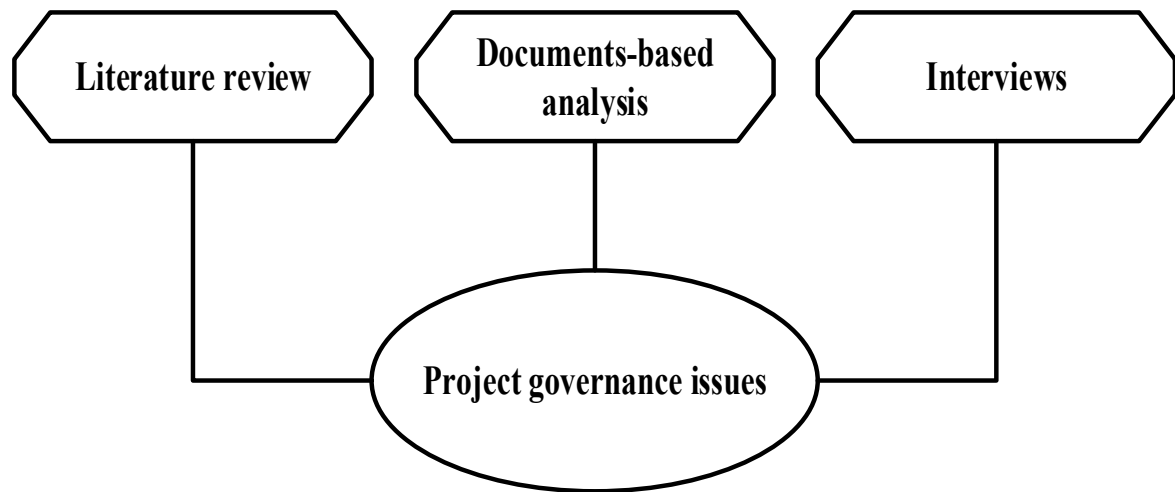 Literature review
Documents-based
analysis
Interviews
Project governance issues